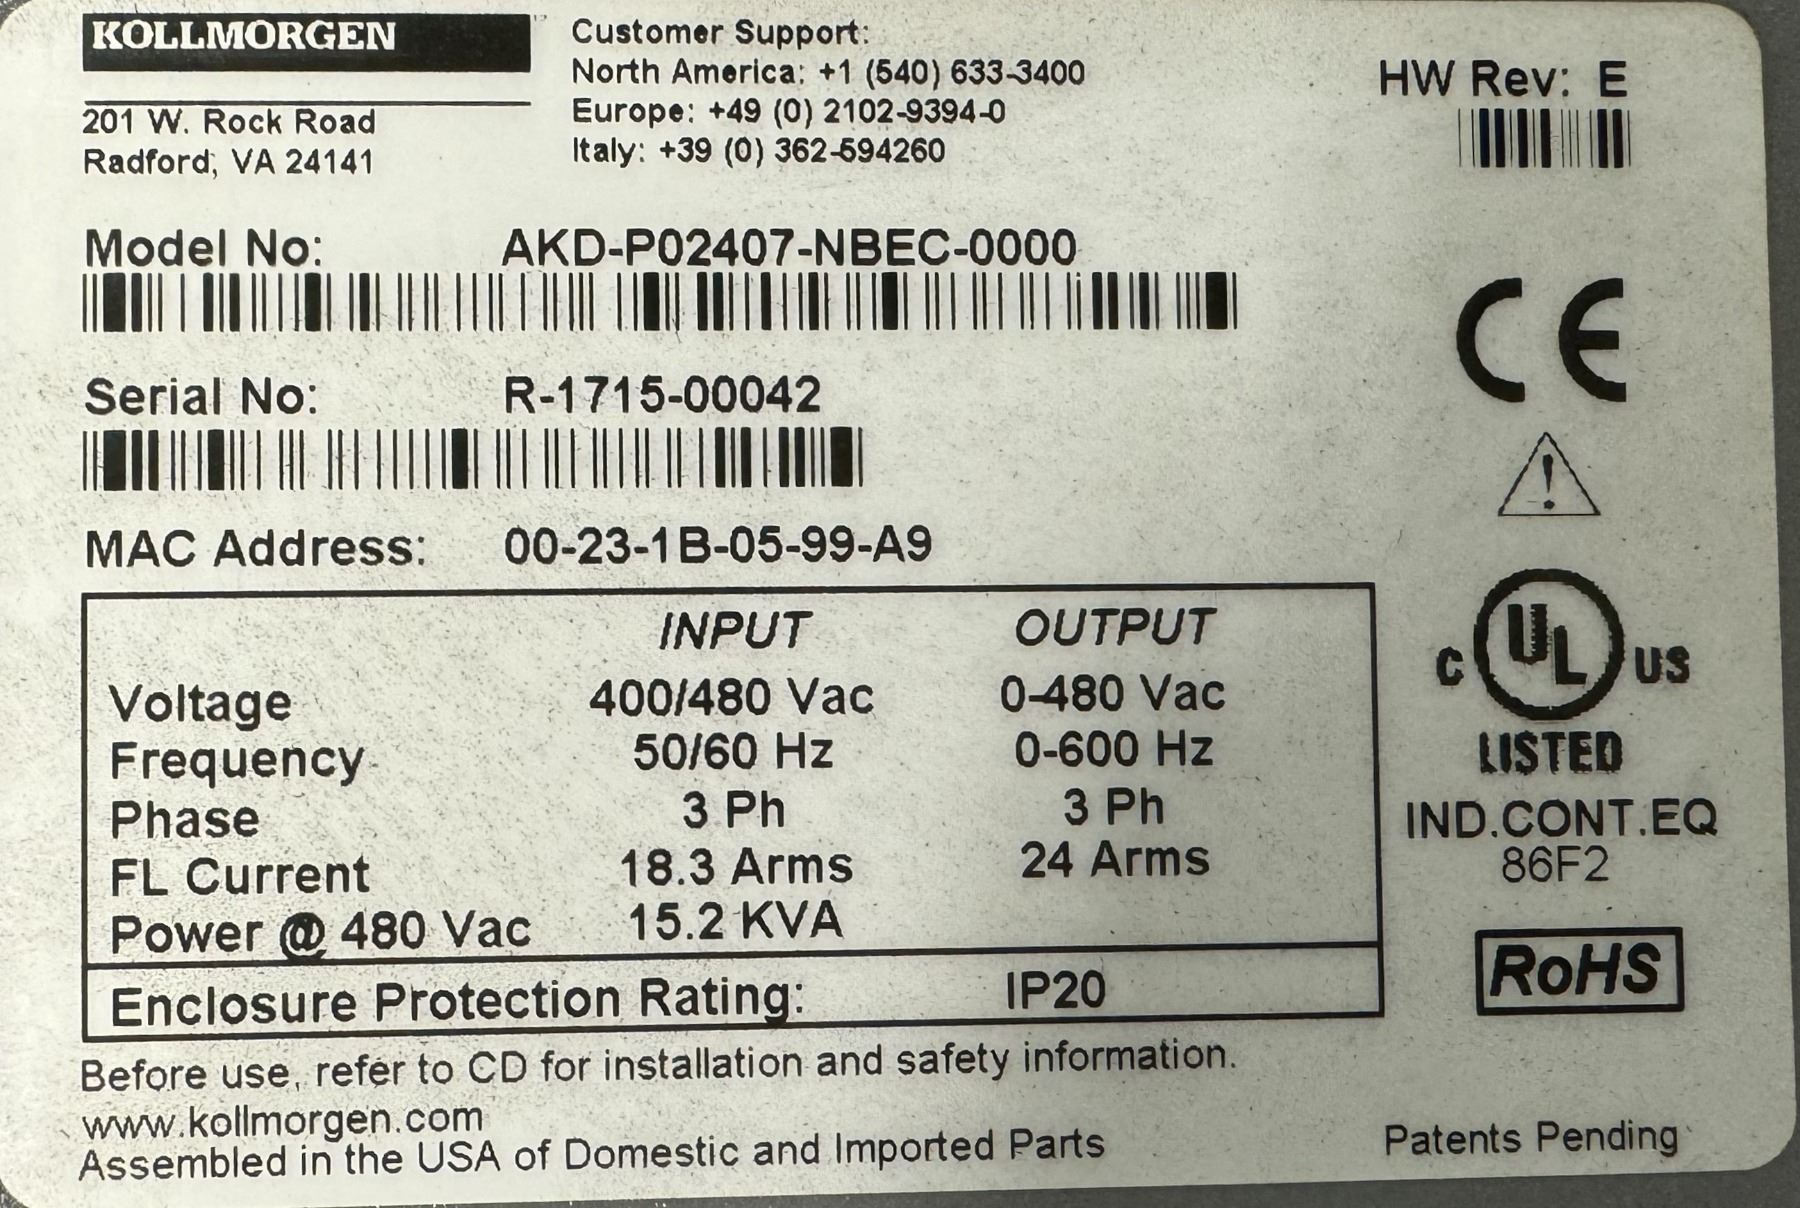 KOLLMORGEN
201 W. Rock Road
Radford, VA 24141
Customer Support:
North America: +1 (540) 633-3400
Europe: +49 (0) 2102-9394-0
Italy: +39 (0) 362-594260
HW Rev: E
Model No: AKD-P02407-NBEC-0000
Serial No: R-1715-00042
MAC Address: 00-23-1B-05-99-A9
INPUT OUTPUT
Voltage 400/480 Vac 0-480 Vac
Frequency 50/60 Hz 0-600 Hz
Phase 3 Ph 3 Ph
FL Current 18.3 Arms 24 Arms
Power @ 480 Vac 15.2 KVA
Enclosure Protection Rating: IP20
CE
C UL US
LISTED
IND.CONT.EQ
86F2
RoHS
Before use, refer to CD for installation and safety information.
www.kollmorgen.com
Assembled in the USA of Domestic and Imported Parts
Patents Pending